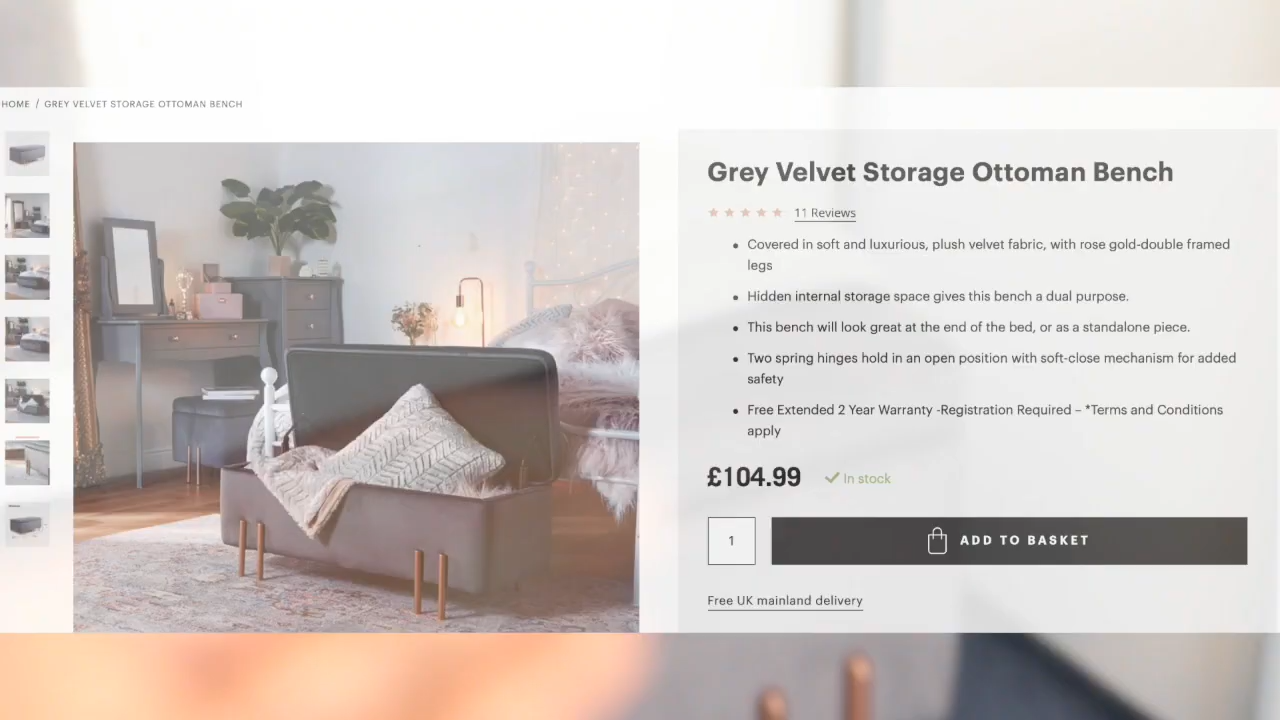 HOME / GREY VELVET STORAGE OTTOMAN BENCH
Grey Velvet Storage Ottoman Bench
11 Reviews
• Covered in soft and luxurious, plush velvet fabric, with rose gold-double framed
legs
• Hidden internal storage space gives this bench a dual purpose.
• This bench will look great at the end of the bed, or as a standalone piece.
• Two spring hinges hold in an open position with soft-close mechanism for added
safety
• Free Extended 2 Year Warranty -Registration Required – *Terms and Conditions
apply
£104.99 In stock
1 ADD TO BASKET
Free UK mainland delivery